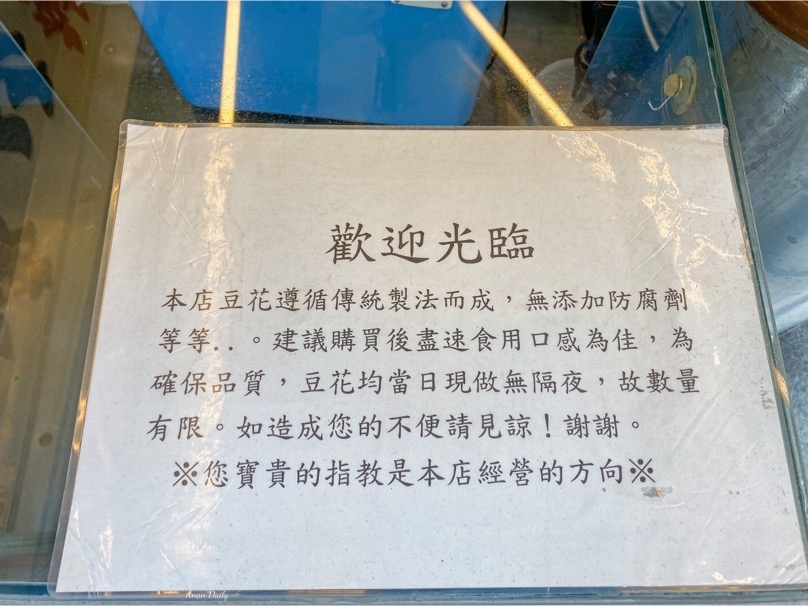 歡迎光臨
本店豆花遵循傳統製法而成，無添加防腐劑
等等..。建議購買後盡速食用口感為佳，為
確保品質，豆花均當日現做無隔夜，故數量
有限。如造成您的不便請見諒！謝謝。
※您寶貴的指教是本店經營的方向※
Anan Daily